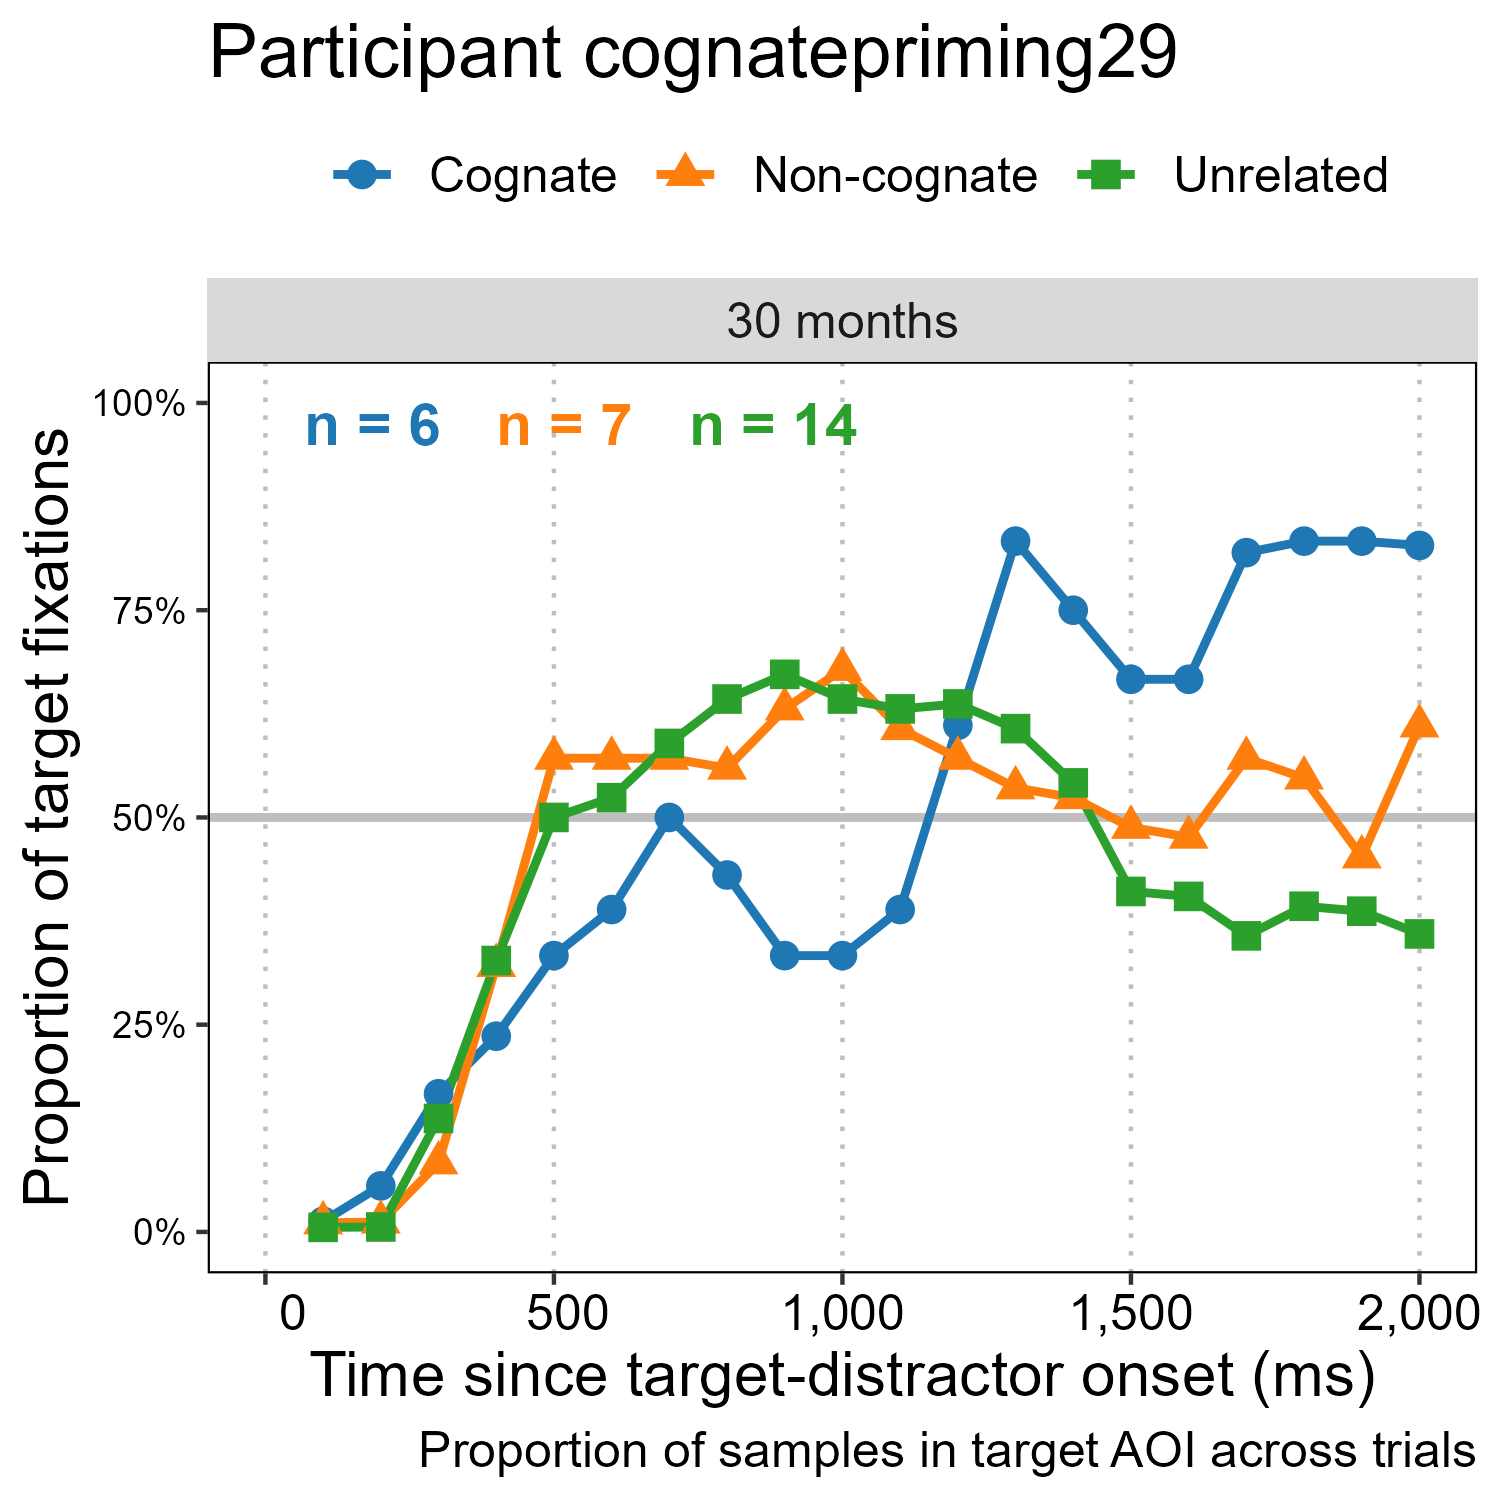 Participant cognatepriming29
Cognate Non-cognate Unrelated
30 months
n = 6 n = 7 n = 14
100%
75%
50%
25%
0%
Proportion of target fixations
0 500 1,000 1,500 2,000
Time since target-distractor onset (ms)
Proportion of samples in target AOI across trials